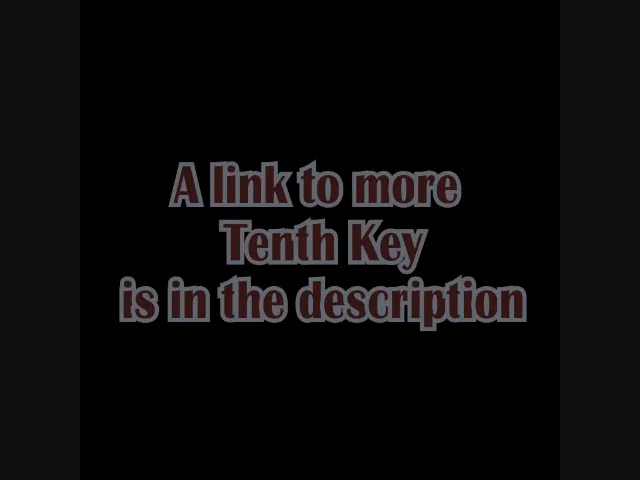 A link to more
Tenth Key
is in the description